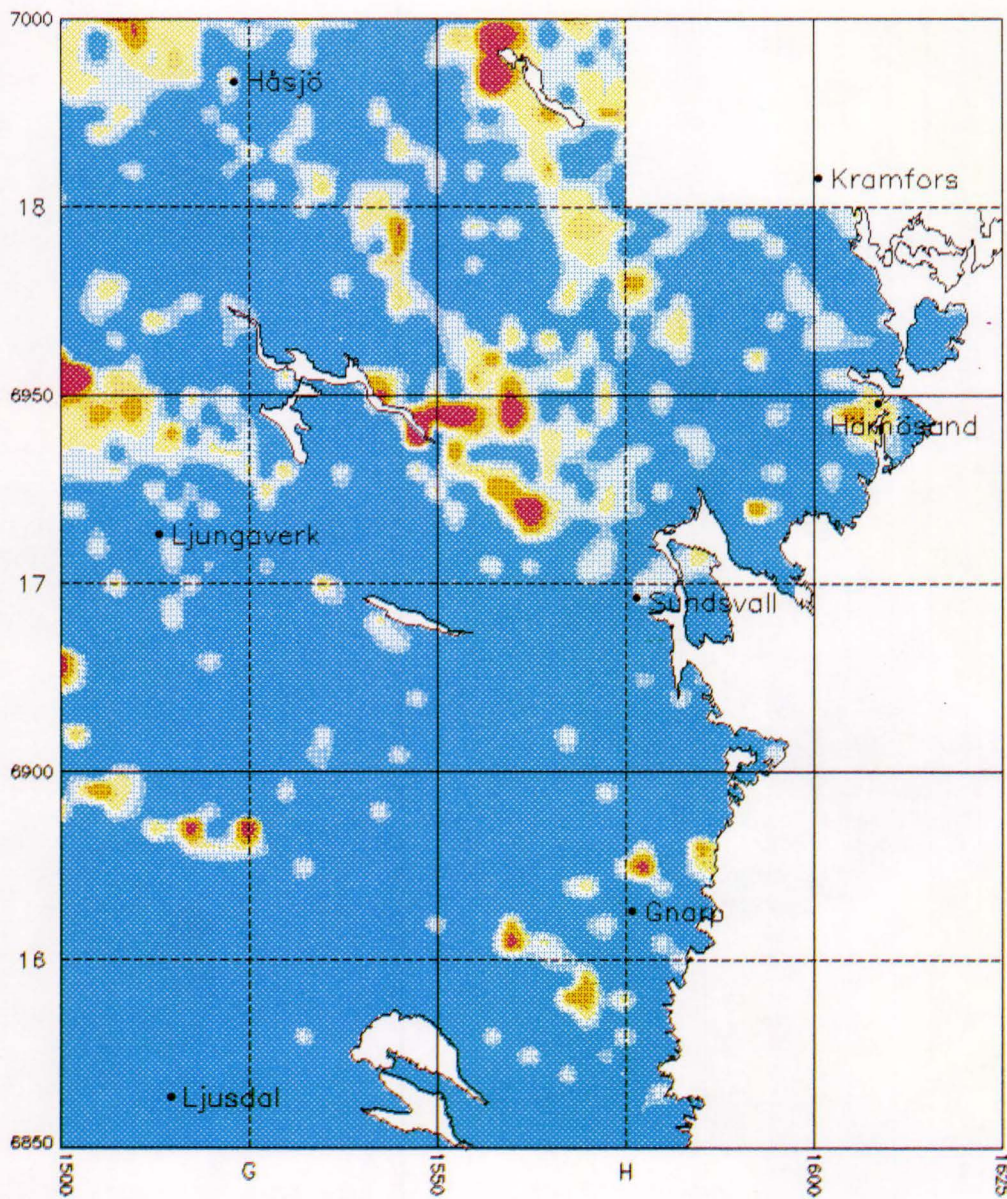 7000
Håsjö
Kramfors
18
6950
Härnösand
Ljungaverk
17
Sundsvall
6900
Gnarp
16
Ljusdal
6850
1500
G
1550
H
1600